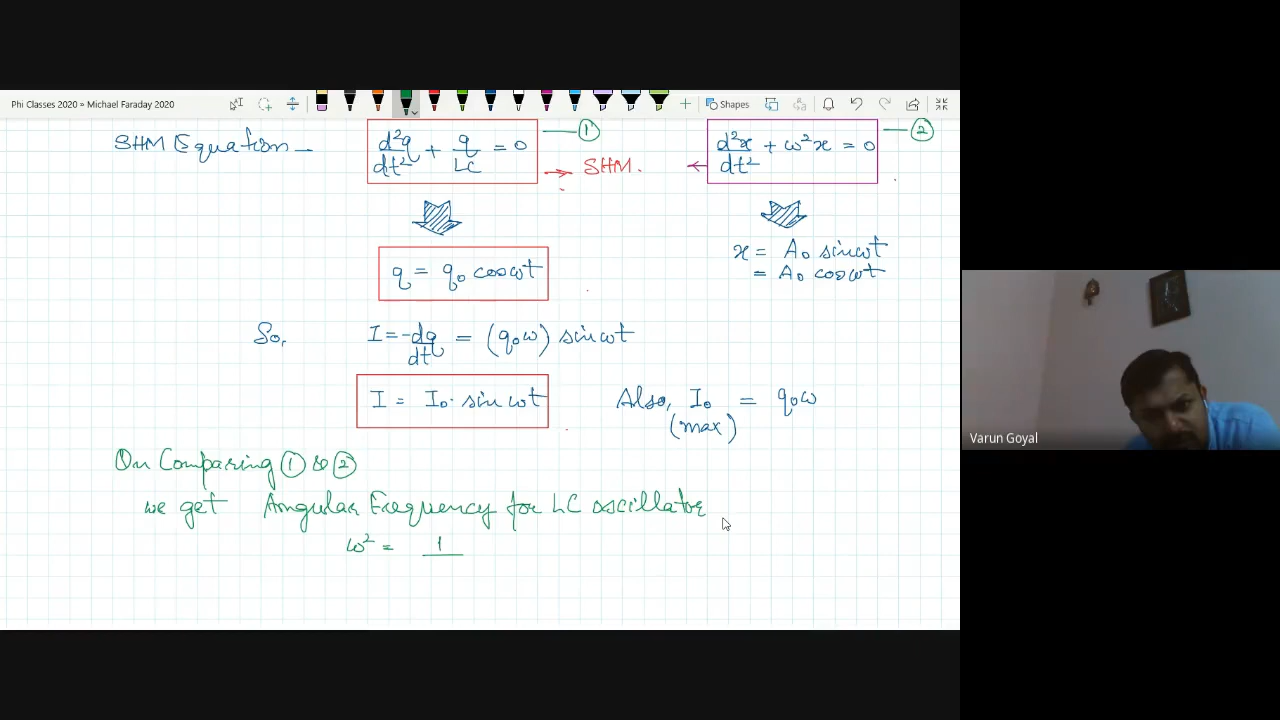 Phi Classes 2020 » Michael Faraday 2020
Shapes
SHM Equation –
d²q/dt² + q/LC = 0 — ①
d²x/dt² + ω²x = 0 — ②
→ SHM.
←
q = q₀ cosωt
x = A₀ sinωt
= A₀ cosωt
So, I = -dq/dt = (q₀ω) sinωt
I = I₀. sinωt
Also, I₀ = q₀ω
(max)
Varun Goyal
On Comparing ① & ②
we get Angular Frequency for LC oscillator
ω² = 1